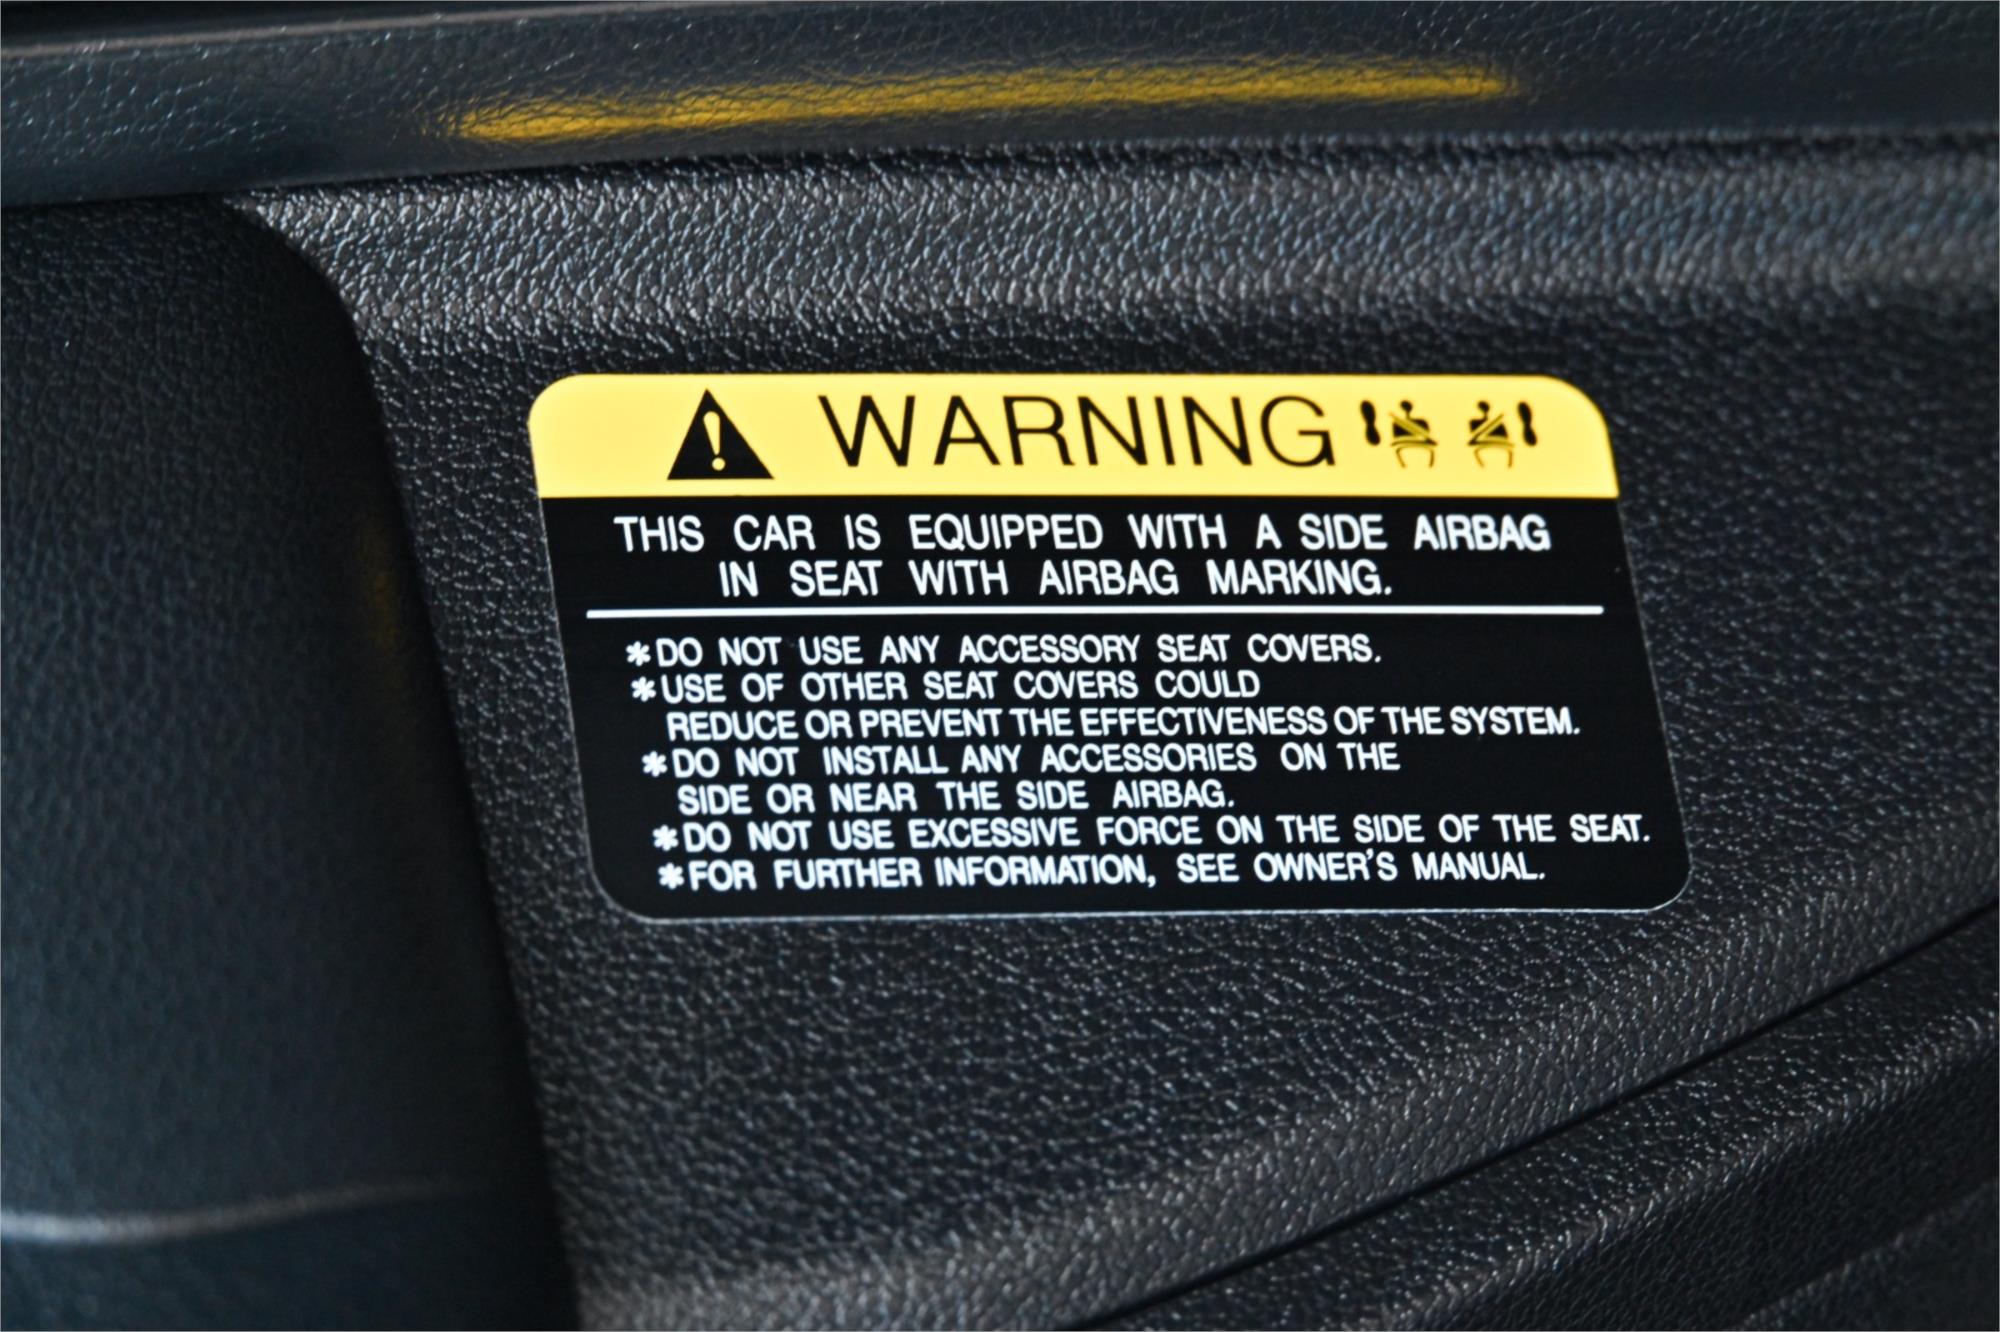 WARNING
THIS CAR IS EQUIPPED WITH A SIDE AIRBAG
IN SEAT WITH AIRBAG MARKING.
*DO NOT USE ANY ACCESSORY SEAT COVERS.
*USE OF OTHER SEAT COVERS COULD
REDUCE OR PREVENT THE EFFECTIVENESS OF THE SYSTEM.
*DO NOT INSTALL ANY ACCESSORIES ON THE
SIDE OR NEAR THE SIDE AIRBAG.
*DO NOT USE EXCESSIVE FORCE ON THE SIDE OF THE SEAT.
*FOR FURTHER INFORMATION, SEE OWNER'S MANUAL.